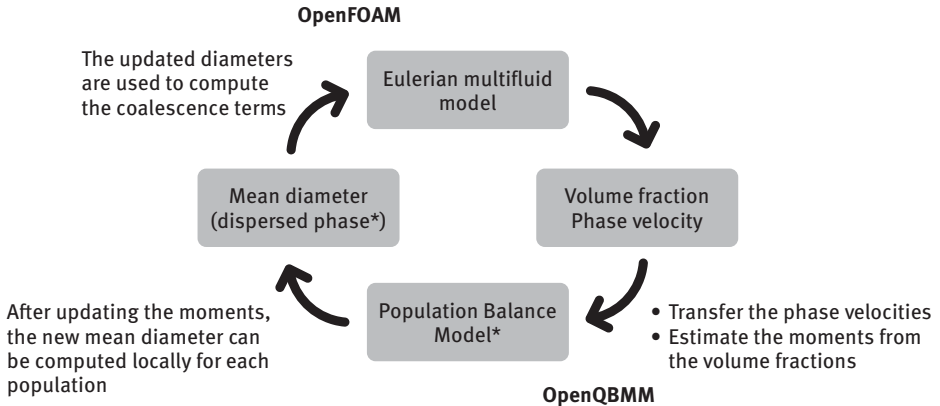 OpenFOAM
The updated diameters
are used to compute
the coalescence terms
Eulerian multifluid
model
Mean diameter
(dispersed phase*)
Volume fraction
Phase velocity
After updating the moments,
the new mean diameter can
be computed locally for each
population
Population Balance
Model*
• Transfer the phase velocities
• Estimate the moments from
the volume fractions
OpenQBMM